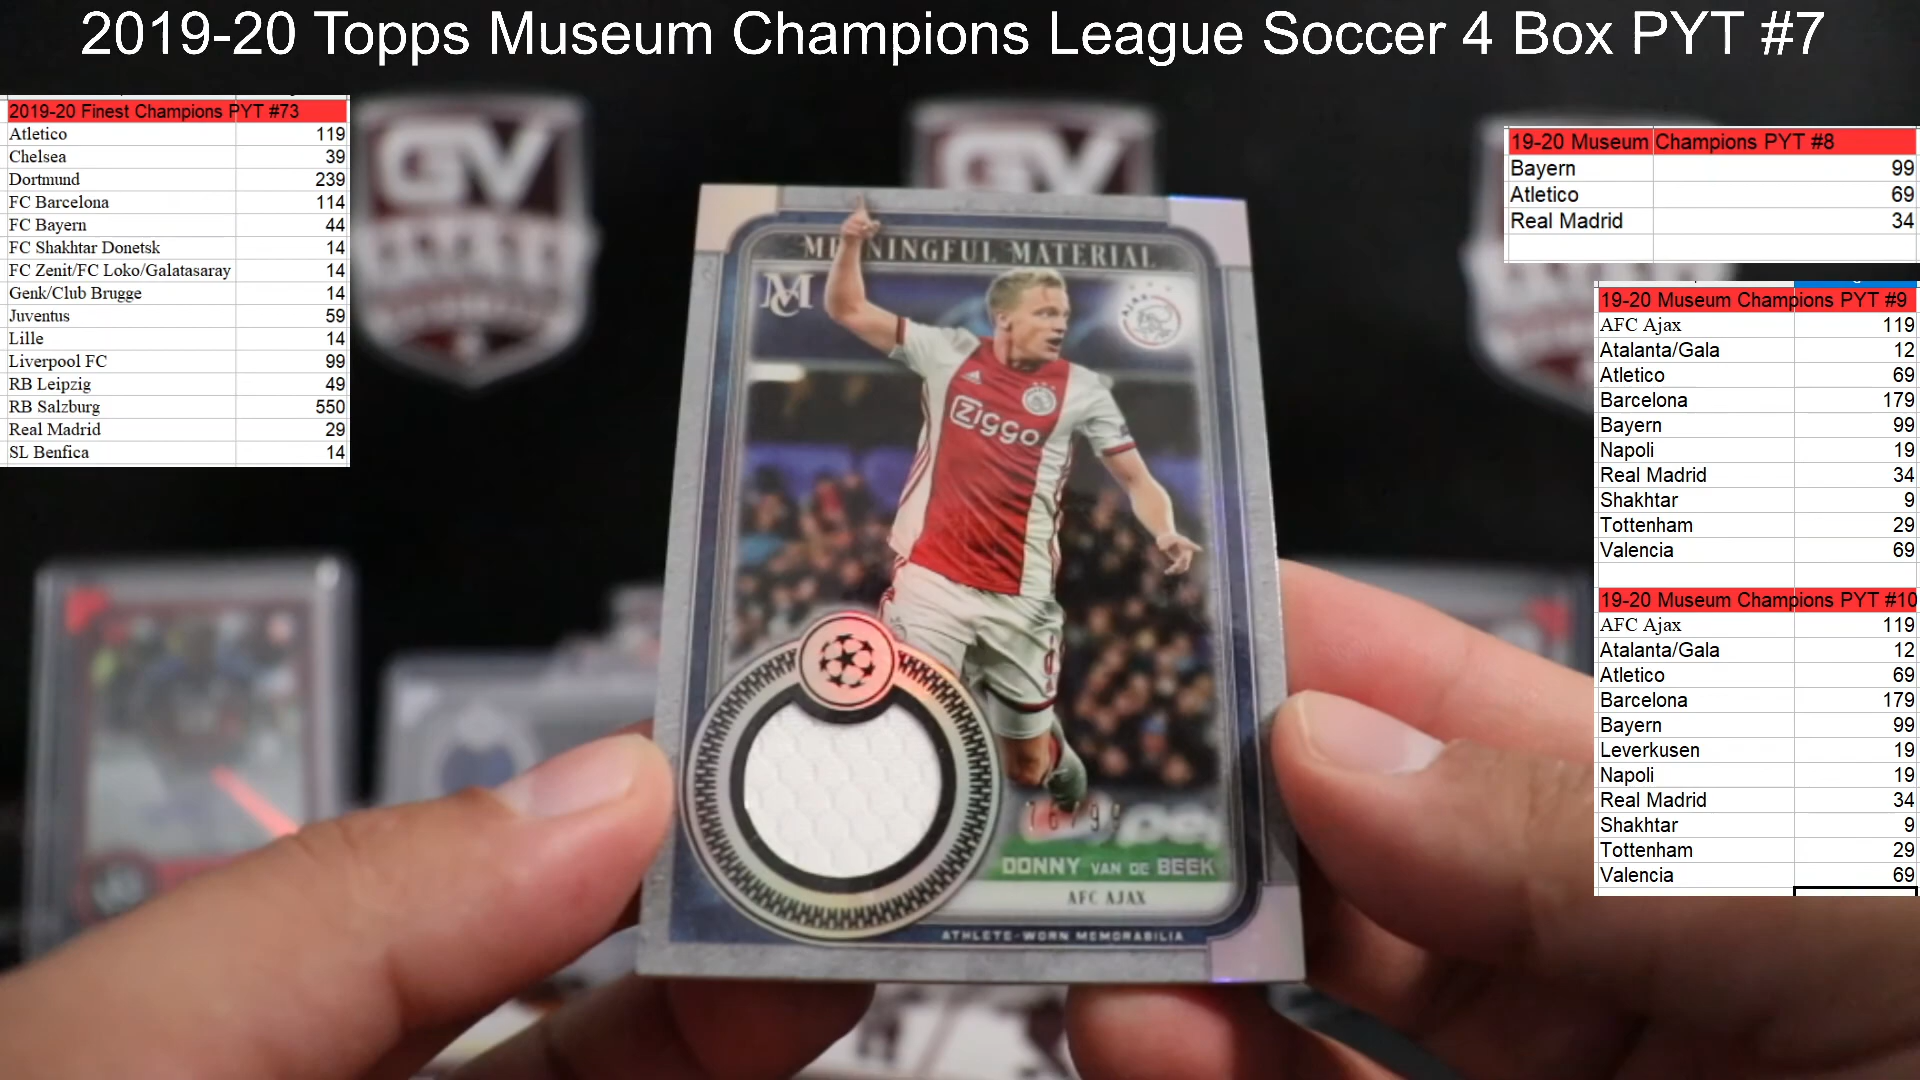 2019-20 Topps Museum Champions League Soccer 4 Box PYT #7
2019-20 Finest Champions PYT #73
Atletico 119
Chelsea 39
Dortmund 239
FC Barcelona 114
FC Bayern 44
FC Shakhtar Donetsk 14
FC Zenit/FC Loko/Galatasaray 14
Genk/Club Brugge 14
Juventus 59
Lille 14
Liverpool FC 99
RB Leipzig 49
RB Salzburg 550
Real Madrid 29
SL Benfica 14
GV
GV
MEANINGFUL MATERIAL
MC
AJAX
Ziggo
DONNY VAN DE BEEK
AFC AJAX
ATHLETE-WORN MEMORABILIA
19-20 Museum Champions PYT #8
Bayern 99
Atletico 69
Real Madrid 34
19-20 Museum Champions PYT #9
AFC Ajax 119
Atalanta/Gala 12
Atletico 69
Barcelona 179
Bayern 99
Napoli 19
Real Madrid 34
Shakhtar 9
Tottenham 29
Valencia 69
19-20 Museum Champions PYT #10
AFC Ajax 119
Atalanta/Gala 12
Atletico 69
Barcelona 179
Bayern 99
Leverkusen 19
Napoli 19
Real Madrid 34
Shakhtar 9
Tottenham 29
Valencia 69